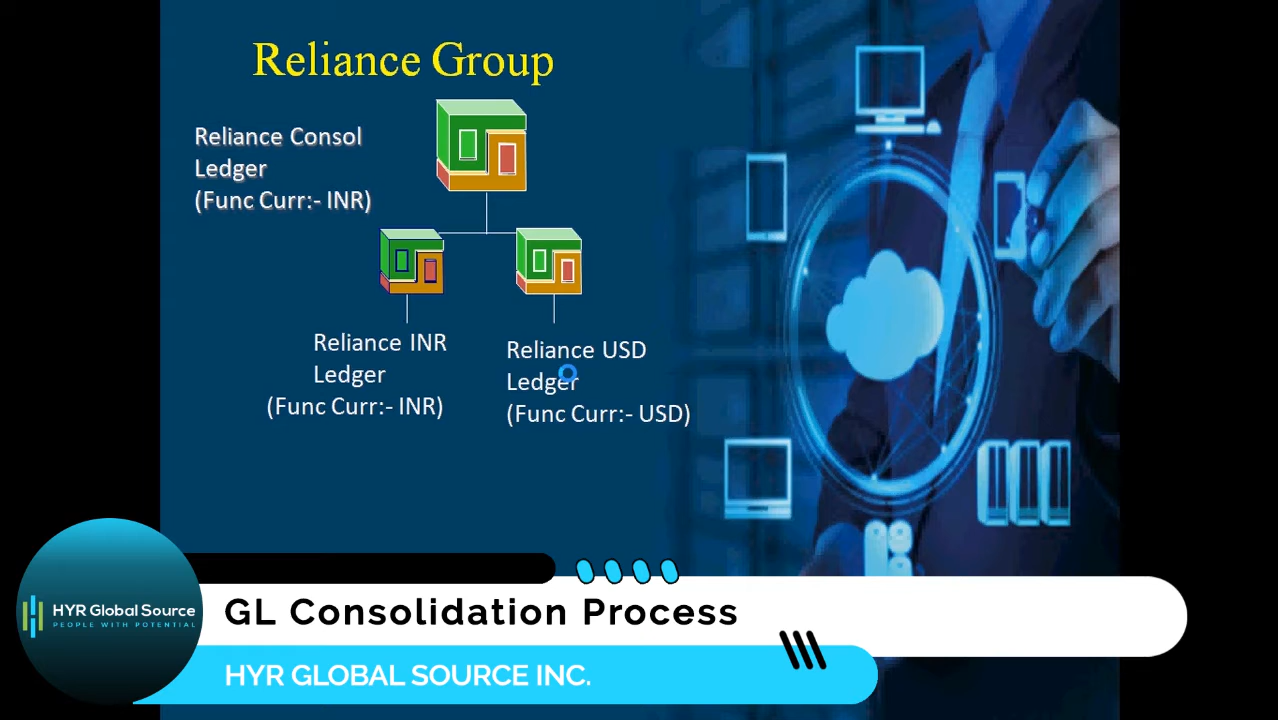 Reliance Group
Reliance Consol
Ledger
(Func Curr:- INR)
Reliance INR
Ledger
(Func Curr:- INR)
Reliance USD
Ledger
(Func Curr:- USD)
HYR Global Source
PEOPLE WITH POTENTIAL
GL Consolidation Process
HYR GLOBAL SOURCE INC.